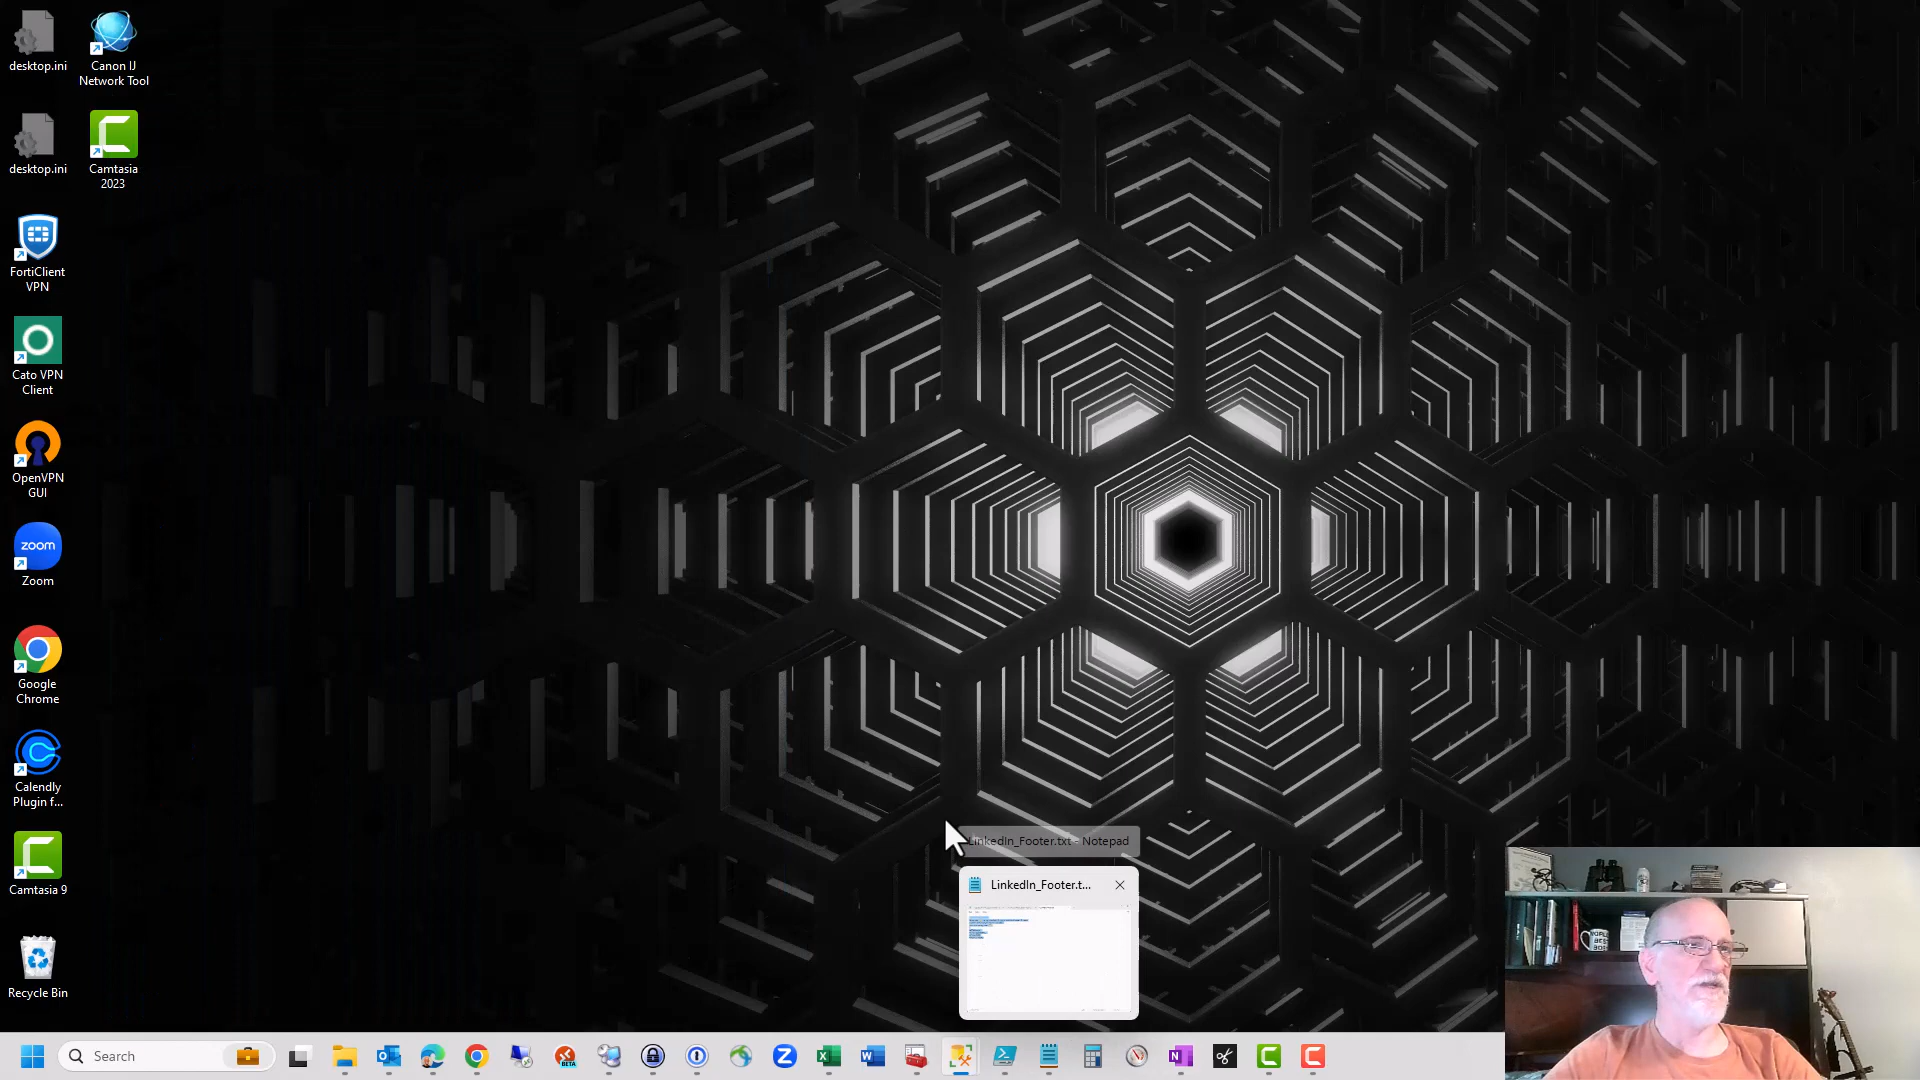 desktop.ini
Canon IJ
Network Tool
desktop.ini
Camtasia
2023
FortiClient
VPN
Cato VPN
Client
OpenVPN
GUI
zoom
Zoom
Google
Chrome
Calendly
Plugin f...
Camtasia 9
Recycle Bin
LinkedIn_Footer.txt - Notepad
LinkedIn_Footer.t...
Search
BETA